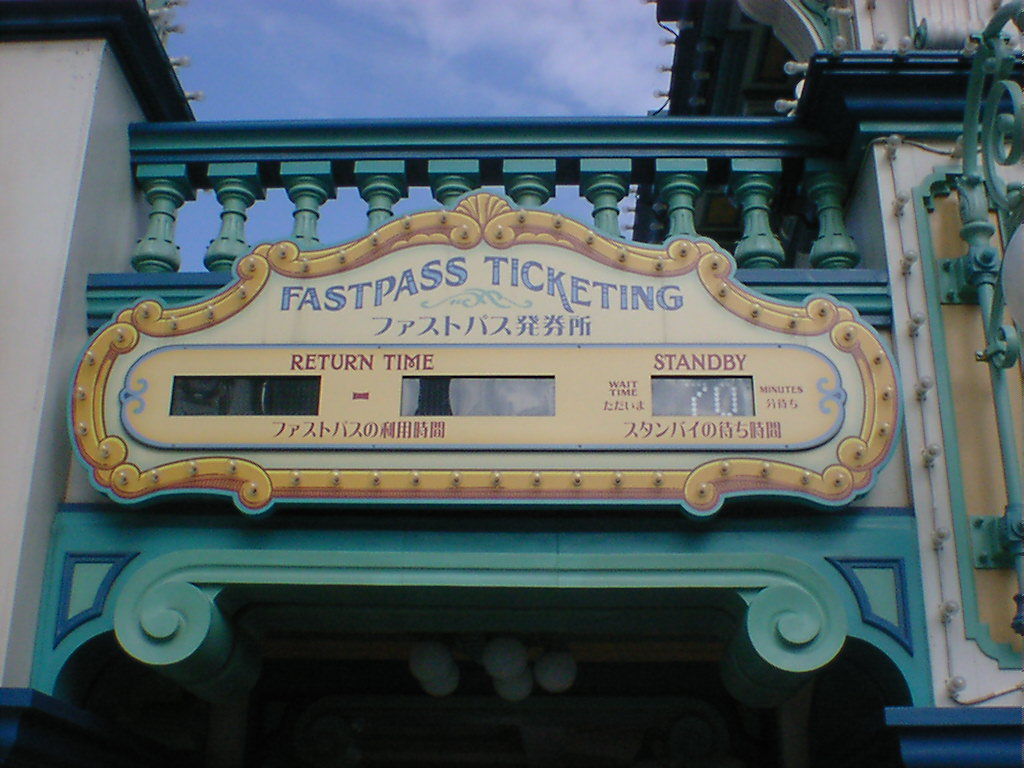 FASTPASS TICKETING
ファストパス発券所
RETURN TIME
-
ファストパスの利用時間
STANDBY
WAIT TIME
ただいま
70
MINUTES
分待ち
スタンバイの待ち時間